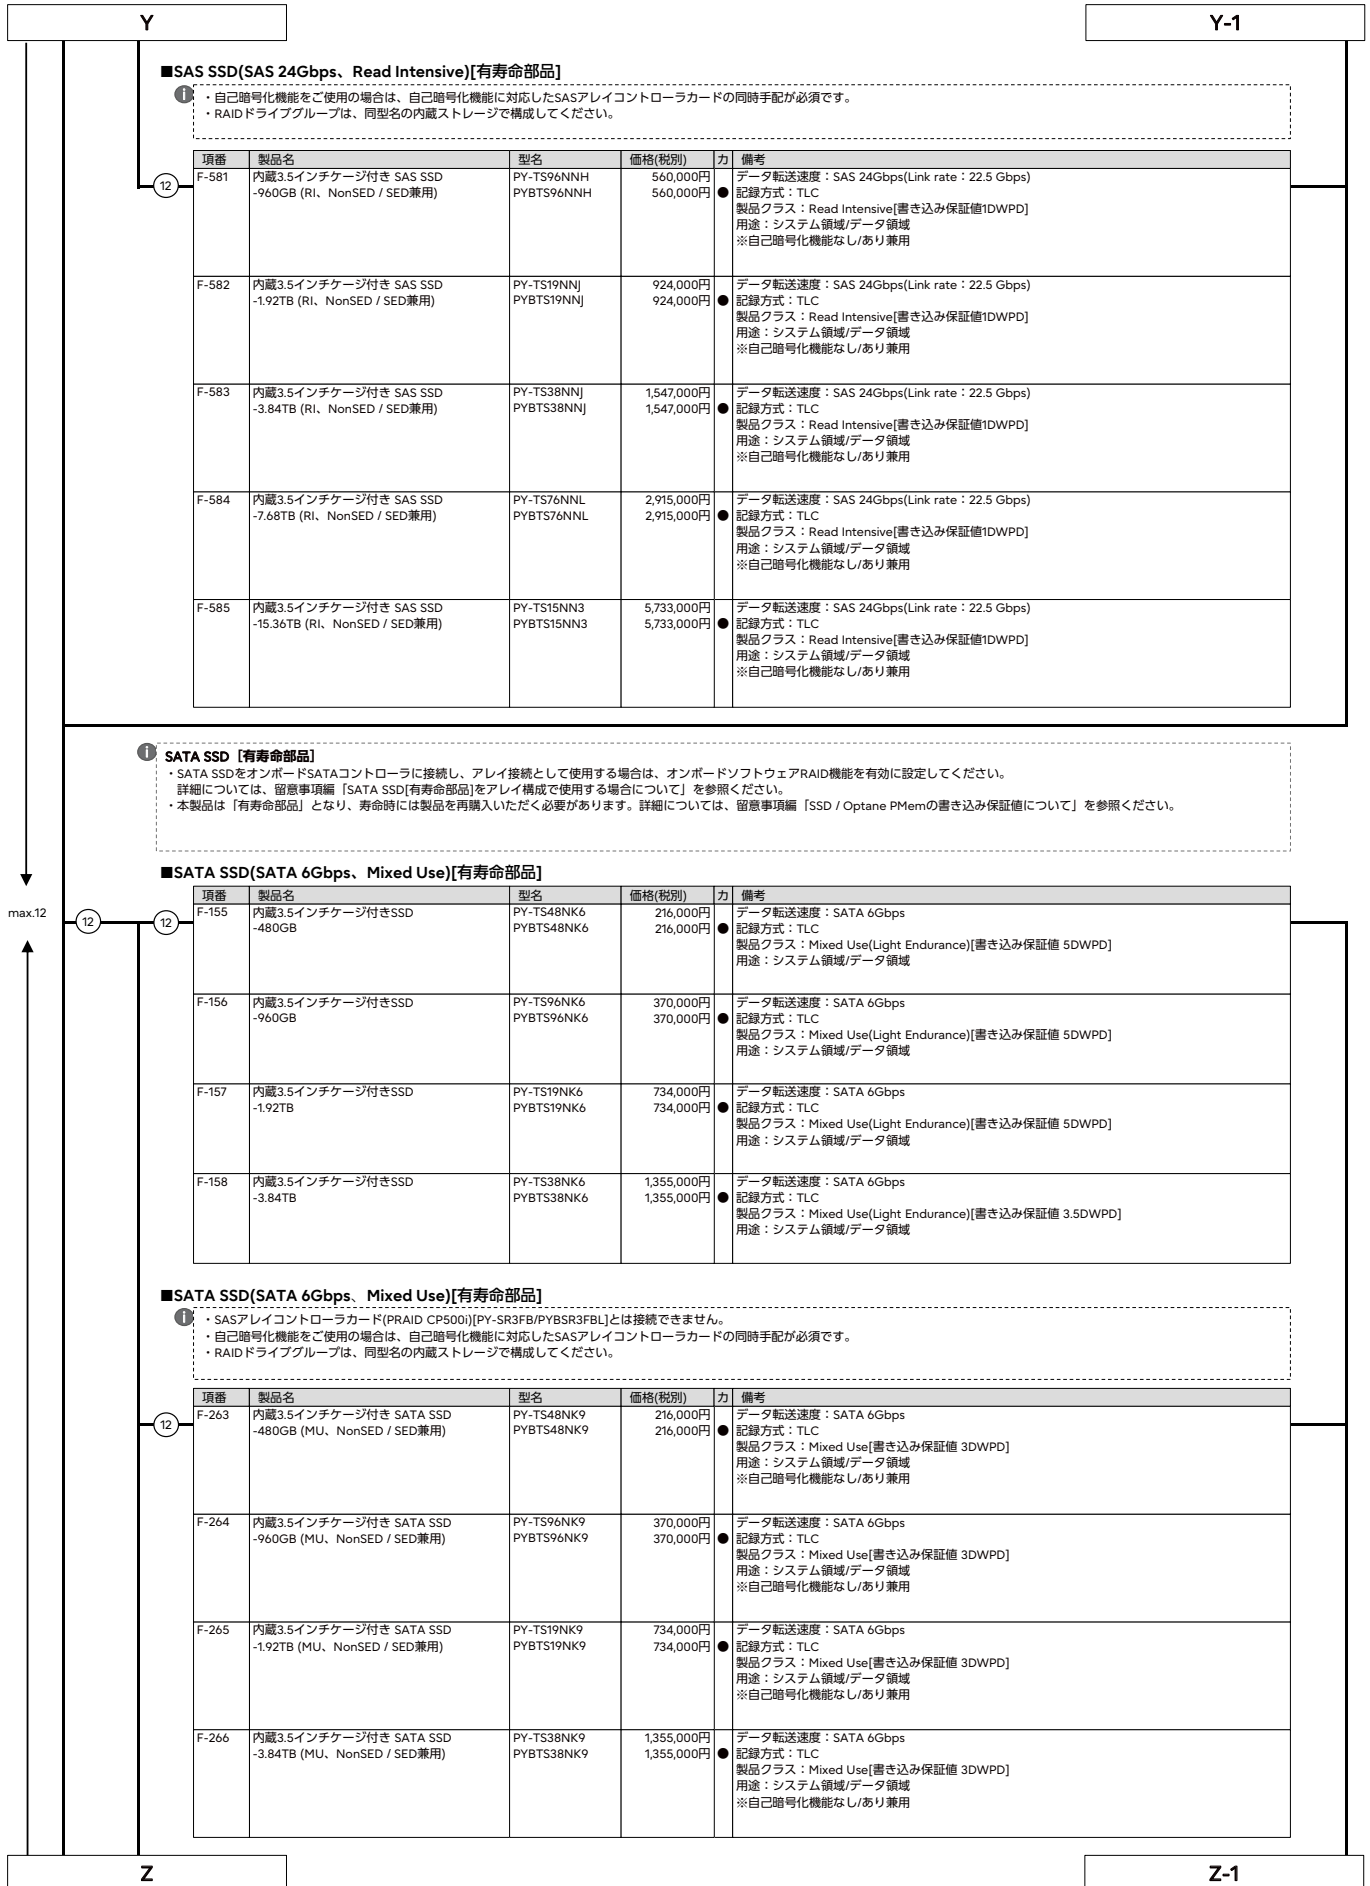 Y
Y-1
■SAS SSD(SAS 24Gbps、Read Intensive)[有寿命部品]
・自己暗号化機能をご使用の場合は、自己暗号化機能に対応したSASアレイコントローラカードの同時手配が必須です。
・RAIDドライブグループは、同型名の内蔵ストレージで構成してください。
項番 製品名 型名 価格(税別) カ 備考
12
F-581 内蔵3.5インチケージ付き SAS SSD PY-TS96NNH 560,000円 データ転送速度：SAS 24Gbps(Link rate：22.5 Gbps)
-960GB (RI、NonSED / SED兼用) PYBTS96NNH 560,000円 ● 記録方式：TLC
製品クラス：Read Intensive[書き込み保証値1DWPD]
用途：システム領域/データ領域
※自己暗号化機能なし/あり兼用
F-582 内蔵3.5インチケージ付き SAS SSD PY-TS19NNJ 924,000円 データ転送速度：SAS 24Gbps(Link rate：22.5 Gbps)
-1.92TB (RI、NonSED / SED兼用) PYBTS19NNJ 924,000円 ● 記録方式：TLC
製品クラス：Read Intensive[書き込み保証値1DWPD]
用途：システム領域/データ領域
※自己暗号化機能なし/あり兼用
F-583 内蔵3.5インチケージ付き SAS SSD PY-TS38NNJ 1,547,000円 データ転送速度：SAS 24Gbps(Link rate：22.5 Gbps)
-3.84TB (RI、NonSED / SED兼用) PYBTS38NNJ 1,547,000円 ● 記録方式：TLC
製品クラス：Read Intensive[書き込み保証値1DWPD]
用途：システム領域/データ領域
※自己暗号化機能なし/あり兼用
F-584 内蔵3.5インチケージ付き SAS SSD PY-TS76NNL 2,915,000円 データ転送速度：SAS 24Gbps(Link rate：22.5 Gbps)
-7.68TB (RI、NonSED / SED兼用) PYBTS76NNL 2,915,000円 ● 記録方式：TLC
製品クラス：Read Intensive[書き込み保証値1DWPD]
用途：システム領域/データ領域
※自己暗号化機能なし/あり兼用
F-585 内蔵3.5インチケージ付き SAS SSD PY-TS15NN3 5,733,000円 データ転送速度：SAS 24Gbps(Link rate：22.5 Gbps)
-15.36TB (RI、NonSED / SED兼用) PYBTS15NN3 5,733,000円 ● 記録方式：TLC
製品クラス：Read Intensive[書き込み保証値1DWPD]
用途：システム領域/データ領域
※自己暗号化機能なし/あり兼用
SATA SSD［有寿命部品］
・SATA SSDをオンボードSATAコントローラに接続し、アレイ接続として使用する場合は、オンボードソフトウェアRAID機能を有効に設定してください。
詳細については、留意事項編「SATA SSD[有寿命部品]をアレイ構成で使用する場合について」を参照ください。
・本製品は「有寿命部品」となり、寿命時には製品を再購入いただく必要があります。詳細については、留意事項編「SSD / Optane PMemの書き込み保証値について」を参照ください。
■SATA SSD(SATA 6Gbps、Mixed Use)[有寿命部品]
項番 製品名 型名 価格(税別) カ 備考
max.12
12
12
F-155 内蔵3.5インチケージ付きSSD PY-TS48NK6 216,000円 データ転送速度：SATA 6Gbps
-480GB PYBTS48NK6 216,000円 ● 記録方式：TLC
製品クラス：Mixed Use(Light Endurance)[書き込み保証値 5DWPD]
用途：システム領域/データ領域
F-156 内蔵3.5インチケージ付きSSD PY-TS96NK6 370,000円 データ転送速度：SATA 6Gbps
-960GB PYBTS96NK6 370,000円 ● 記録方式：TLC
製品クラス：Mixed Use(Light Endurance)[書き込み保証値 5DWPD]
用途：システム領域/データ領域
F-157 内蔵3.5インチケージ付きSSD PY-TS19NK6 734,000円 データ転送速度：SATA 6Gbps
-1.92TB PYBTS19NK6 734,000円 ● 記録方式：TLC
製品クラス：Mixed Use(Light Endurance)[書き込み保証値 5DWPD]
用途：システム領域/データ領域
F-158 内蔵3.5インチケージ付きSSD PY-TS38NK6 1,355,000円 データ転送速度：SATA 6Gbps
-3.84TB PYBTS38NK6 1,355,000円 ● 記録方式：TLC
製品クラス：Mixed Use(Light Endurance)[書き込み保証値 3.5DWPD]
用途：システム領域/データ領域
■SATA SSD(SATA 6Gbps、Mixed Use)[有寿命部品]
・SASアレイコントローラカード(PRAID CP500i)[PY-SR3FB/PYBSR3FBL]とは接続できません。
・自己暗号化機能をご使用の場合は、自己暗号化機能に対応したSASアレイコントローラカードの同時手配が必須です。
・RAIDドライブグループは、同型名の内蔵ストレージで構成してください。
項番 製品名 型名 価格(税別) カ 備考
12
F-263 内蔵3.5インチケージ付き SATA SSD PY-TS48NK9 216,000円 データ転送速度：SATA 6Gbps
-480GB (MU、NonSED / SED兼用) PYBTS48NK9 216,000円 ● 記録方式：TLC
製品クラス：Mixed Use[書き込み保証値 3DWPD]
用途：システム領域/データ領域
※自己暗号化機能なし/あり兼用
F-264 内蔵3.5インチケージ付き SATA SSD PY-TS96NK9 370,000円 データ転送速度：SATA 6Gbps
-960GB (MU、NonSED / SED兼用) PYBTS96NK9 370,000円 ● 記録方式：TLC
製品クラス：Mixed Use[書き込み保証値 3DWPD]
用途：システム領域/データ領域
※自己暗号化機能なし/あり兼用
F-265 内蔵3.5インチケージ付き SATA SSD PY-TS19NK9 734,000円 データ転送速度：SATA 6Gbps
-1.92TB (MU、NonSED / SED兼用) PYBTS19NK9 734,000円 ● 記録方式：TLC
製品クラス：Mixed Use[書き込み保証値 3DWPD]
用途：システム領域/データ領域
※自己暗号化機能なし/あり兼用
F-266 内蔵3.5インチケージ付き SATA SSD PY-TS38NK9 1,355,000円 データ転送速度：SATA 6Gbps
-3.84TB (MU、NonSED / SED兼用) PYBTS38NK9 1,355,000円 ● 記録方式：TLC
製品クラス：Mixed Use[書き込み保証値 3DWPD]
用途：システム領域/データ領域
※自己暗号化機能なし/あり兼用
Z
Z-1